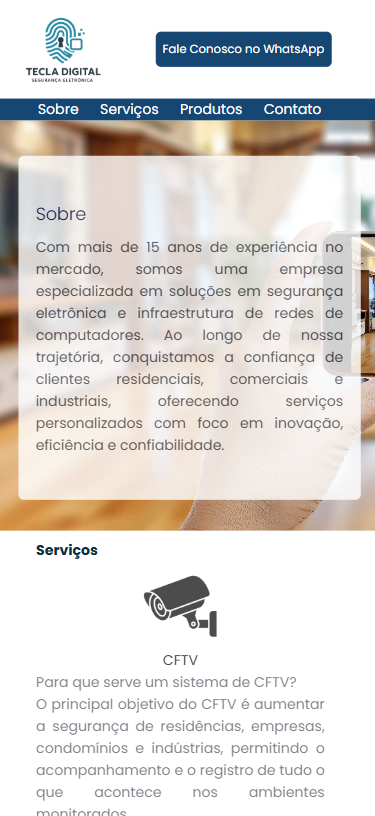 TECLA DIGITAL
SEGURANÇA ELETRÔNICA
Fale Conosco no WhatsApp
Sobre Serviços Produtos Contato
Sobre
Com mais de 15 anos de experiência no
mercado, somos uma empresa
especializada em soluções em segurança
eletrônica e infraestrutura de redes de
computadores. Ao longo de nossa
trajetória, conquistamos a confiança de
clientes residenciais, comerciais e
industriais, oferecendo serviços
personalizados com foco em inovação,
eficiência e confiabilidade.
Serviços
CFTV
Para que serve um sistema de CFTV?
O principal objetivo do CFTV é aumentar
a segurança de residências, empresas,
condomínios e indústrias, permitindo o
acompanhamento e o registro de tudo o
que acontece nos ambientes
monitorados